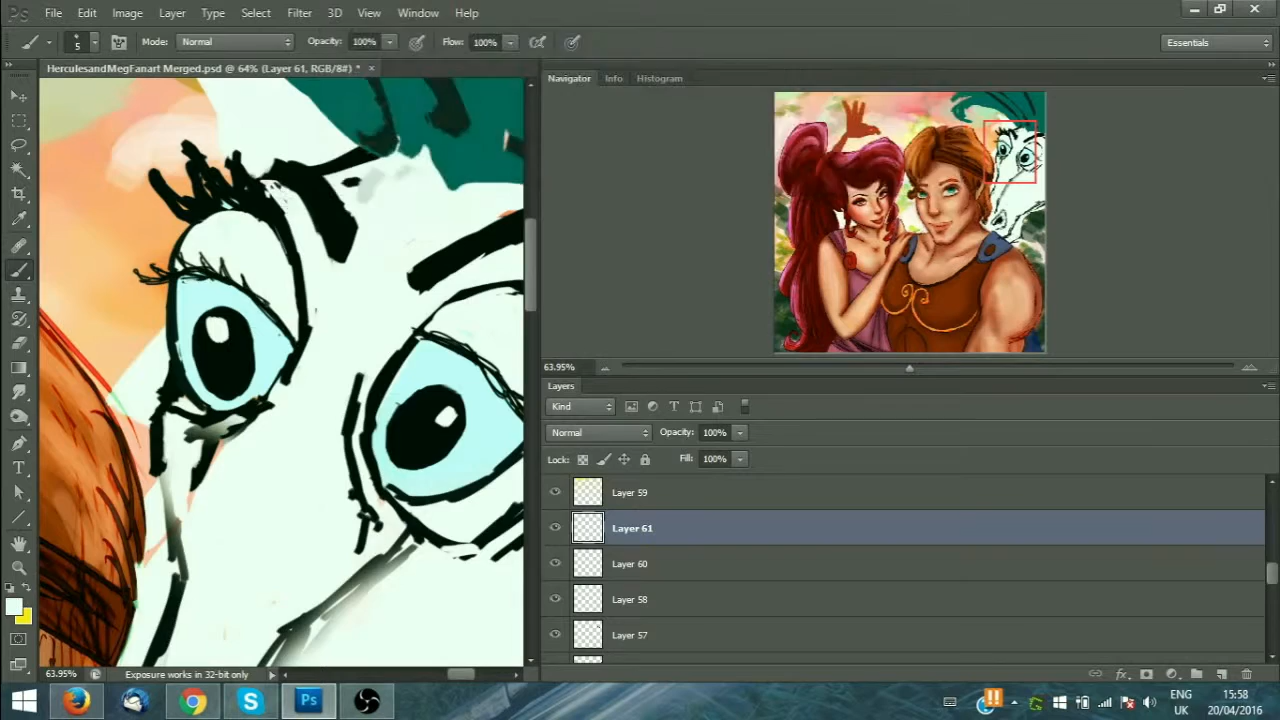 Ps File Edit Image Layer Type Select Filter 3D View Window Help
5 Mode: Normal Opacity: 100% Flow: 100% Essentials
HerculesandMegFanart Merged.psd @ 64% (Layer 61, RGB/8#) * ×
Navigator Info Histogram
63.95%
Layers
Kind
Normal Opacity: 100%
Lock: Fill: 100%
Layer 59
Layer 61
Layer 60
Layer 58
Layer 57
63.95% Exposure works in 32-bit only
Ps
ENG
UK
15:58
20/04/2016